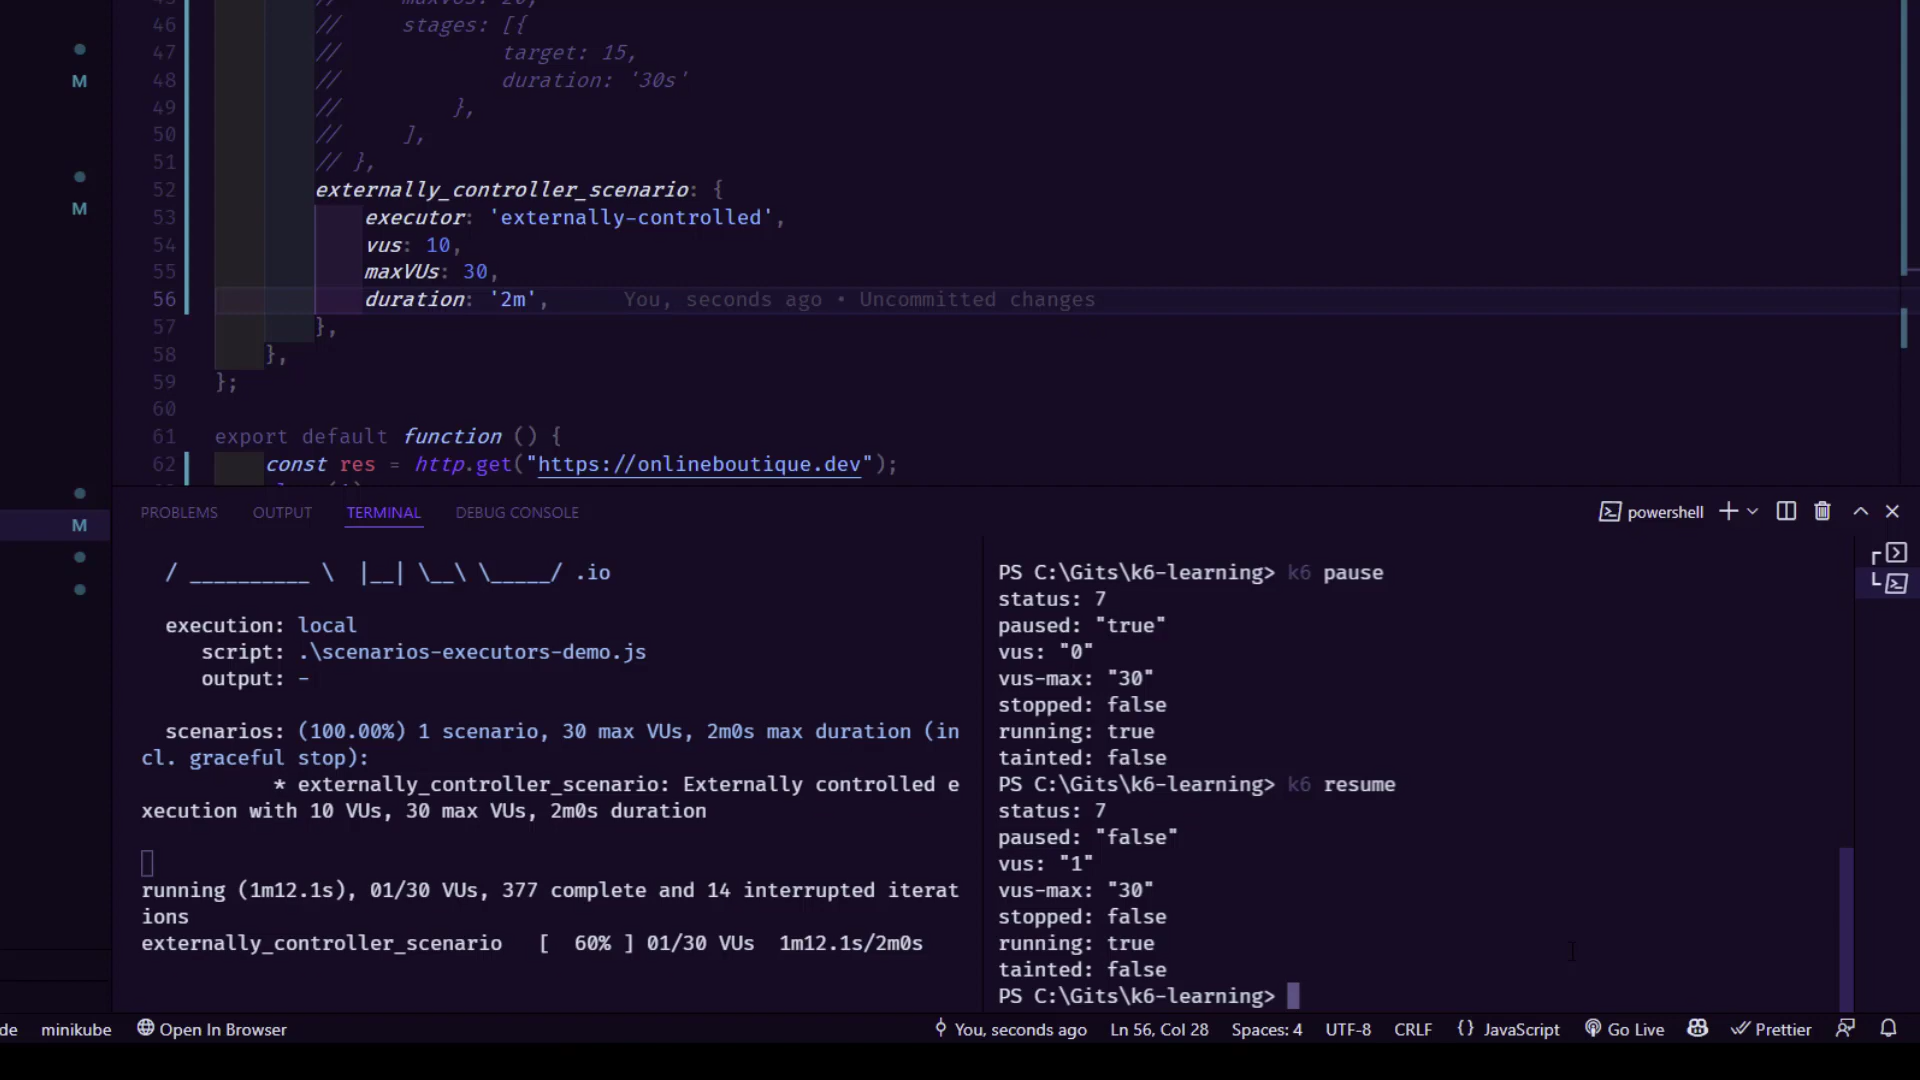 45 // maxVUs: 20,
46 // stages: [{
47 // target: 15,
48 // duration: '30s'
49 // },
50 // ],
51 // },
52 externally_controller_scenario: {
53 executor: 'externally-controlled',
54 vus: 10,
55 maxVUs: 30,
56 duration: '2m', You, seconds ago • Uncommitted changes
57 },
58 },
59 };
60
61 export default function () {
62 const res = http.get("https://onlineboutique.dev");
M
M
M
PROBLEMS OUTPUT TERMINAL DEBUG CONSOLE powershell
/ __________ \ |__| \__\ \_____/ .io
execution: local
script: .\scenarios-executors-demo.js
output: -
scenarios: (100.00%) 1 scenario, 30 max VUs, 2m0s max duration (in
cl. graceful stop):
* externally_controller_scenario: Externally controlled e
xecution with 10 VUs, 30 max VUs, 2m0s duration
running (1m12.1s), 01/30 VUs, 377 complete and 14 interrupted iterat
ions
externally_controller_scenario [ 60% ] 01/30 VUs 1m12.1s/2m0s
PS C:\Gits\k6-learning> k6 pause
status: 7
paused: "true"
vus: "0"
vus-max: "30"
stopped: false
running: true
tainted: false
PS C:\Gits\k6-learning> k6 resume
status: 7
paused: "false"
vus: "1"
vus-max: "30"
stopped: false
running: true
tainted: false
PS C:\Gits\k6-learning>
de minikube Open In Browser You, seconds ago Ln 56, Col 28 Spaces: 4 UTF-8 CRLF {} JavaScript Go Live Prettier